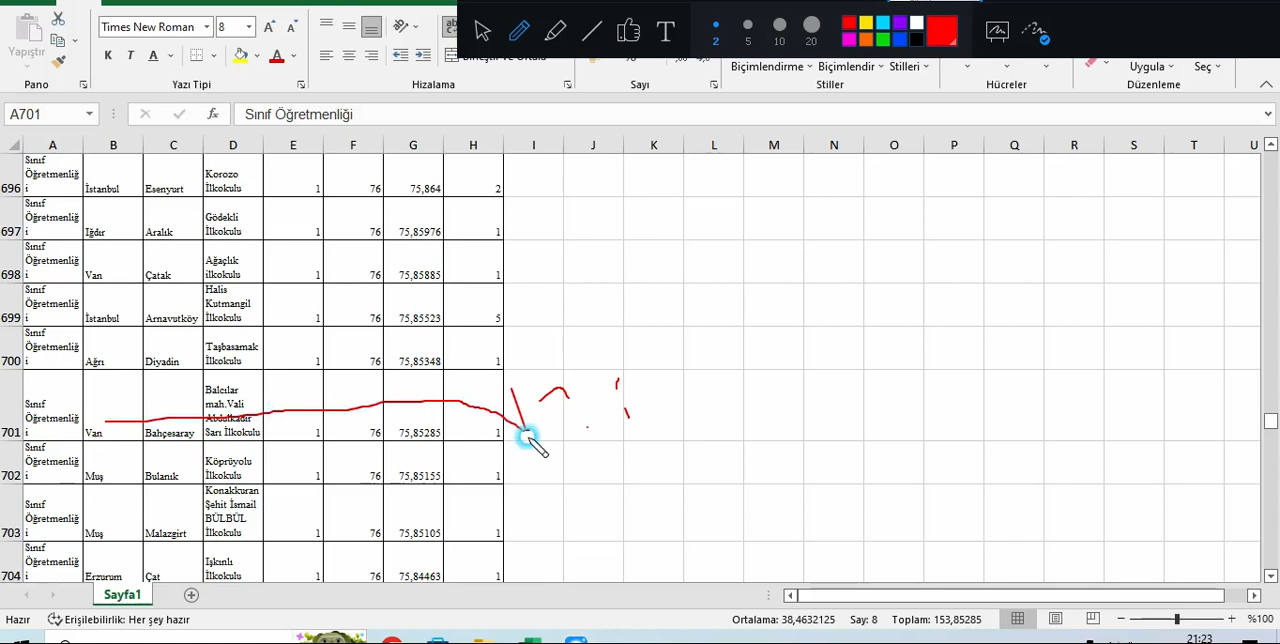 Times New Roman 8 A A T
2 5 10 20
Yapıştır K T A A
Biçimlendirme Biçimlendir Stilleri Uygula Seç
Pano Yazı Tipi Hizalama Sayı Stiller Hücreler Düzenleme
A701 fx Sınıf Öğretmenliği
A B C D E F G H I J K L M N O P Q R S T U
696 Sınıf Öğretmenliği İstanbul Esenyurt Korozo İlkokulu 1 76 75,864 2
697 Sınıf Öğretmenliği Iğdır Aralık Gödekli İlkokulu 1 76 75,85976 1
698 Sınıf Öğretmenliği Van Çatak Ağaçlık ilkokulu 1 76 75,85885 1
699 Sınıf Öğretmenliği İstanbul Arnavutköy Halis Kutmangil İlkokulu 1 76 75,85523 5
700 Sınıf Öğretmenliği Ağrı Diyadin Taşbasamak İlkokulu 1 76 75,85348 1
701 Sınıf Öğretmenliği Van Bahçesaray Balcılar mah.Vali Abdulkadir Sarı İlkokulu 1 76 75,85285 1
702 Sınıf Öğretmenliği Muş Bulanık Köprüyolu İlkokulu 1 76 75,85155 1
703 Sınıf Öğretmenliği Muş Malazgirt Konakkuran Şehit İsmail BÜLBÜL İlkokulu 1 76 75,85105 1
704 Sınıf Öğretmenliği Erzurum Çat Işkınlı İlkokulu 1 76 75,84463 1
Sayfa1
Hazır Erişilebilirlik: Her şey hazır Ortalama: 38,4632125 Say: 8 Toplam: 153,85285 %100
21:23